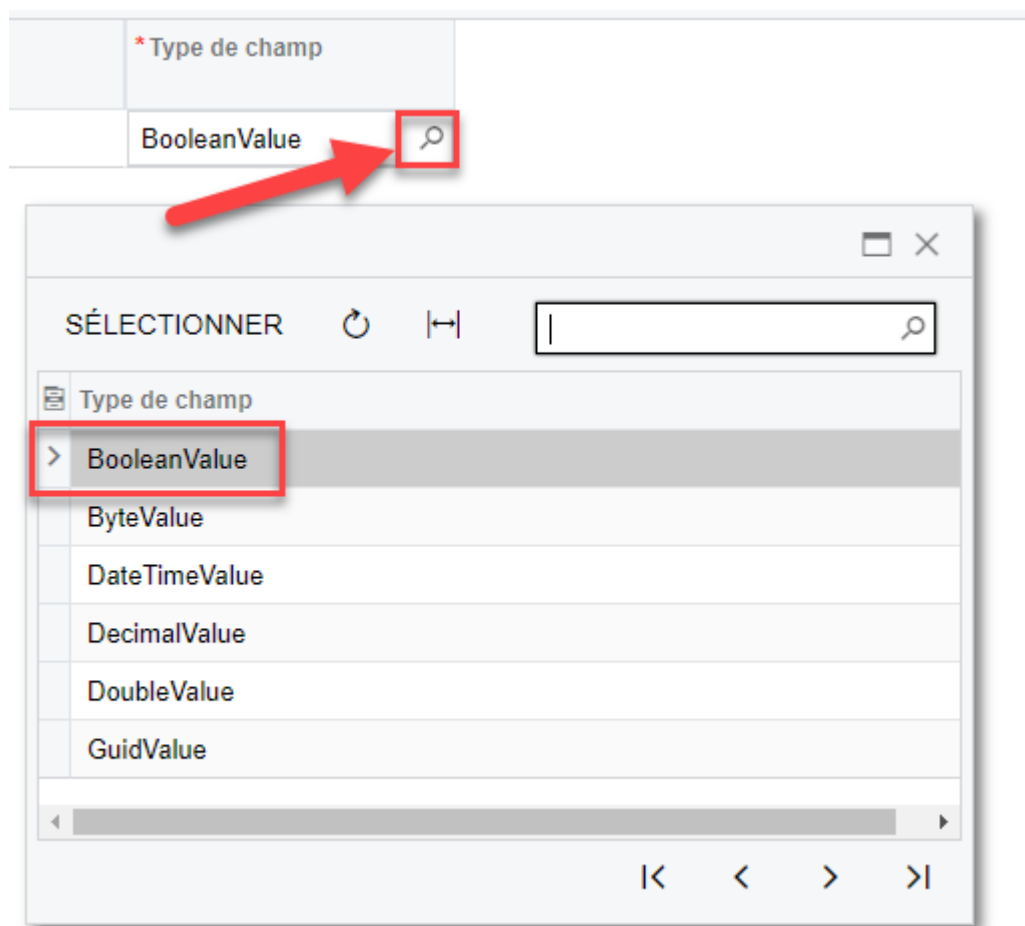 * Type de champ
BooleanValue
SÉLECTIONNER
Type de champ
BooleanValue
ByteValue
DateTimeValue
DecimalValue
DoubleValue
GuidValue